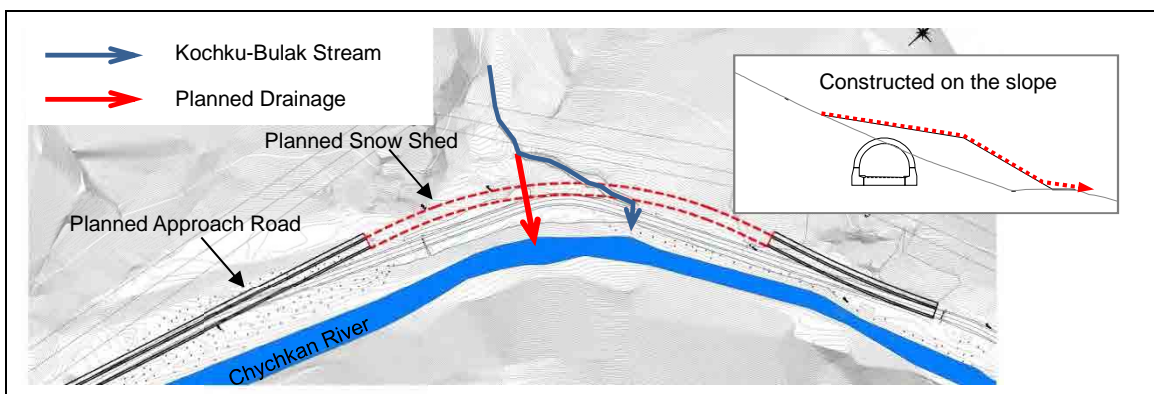 Kochku-Bulak Stream
Planned Drainage
Constructed on the slope
Planned Snow Shed
Planned Approach Road
Chychkan River